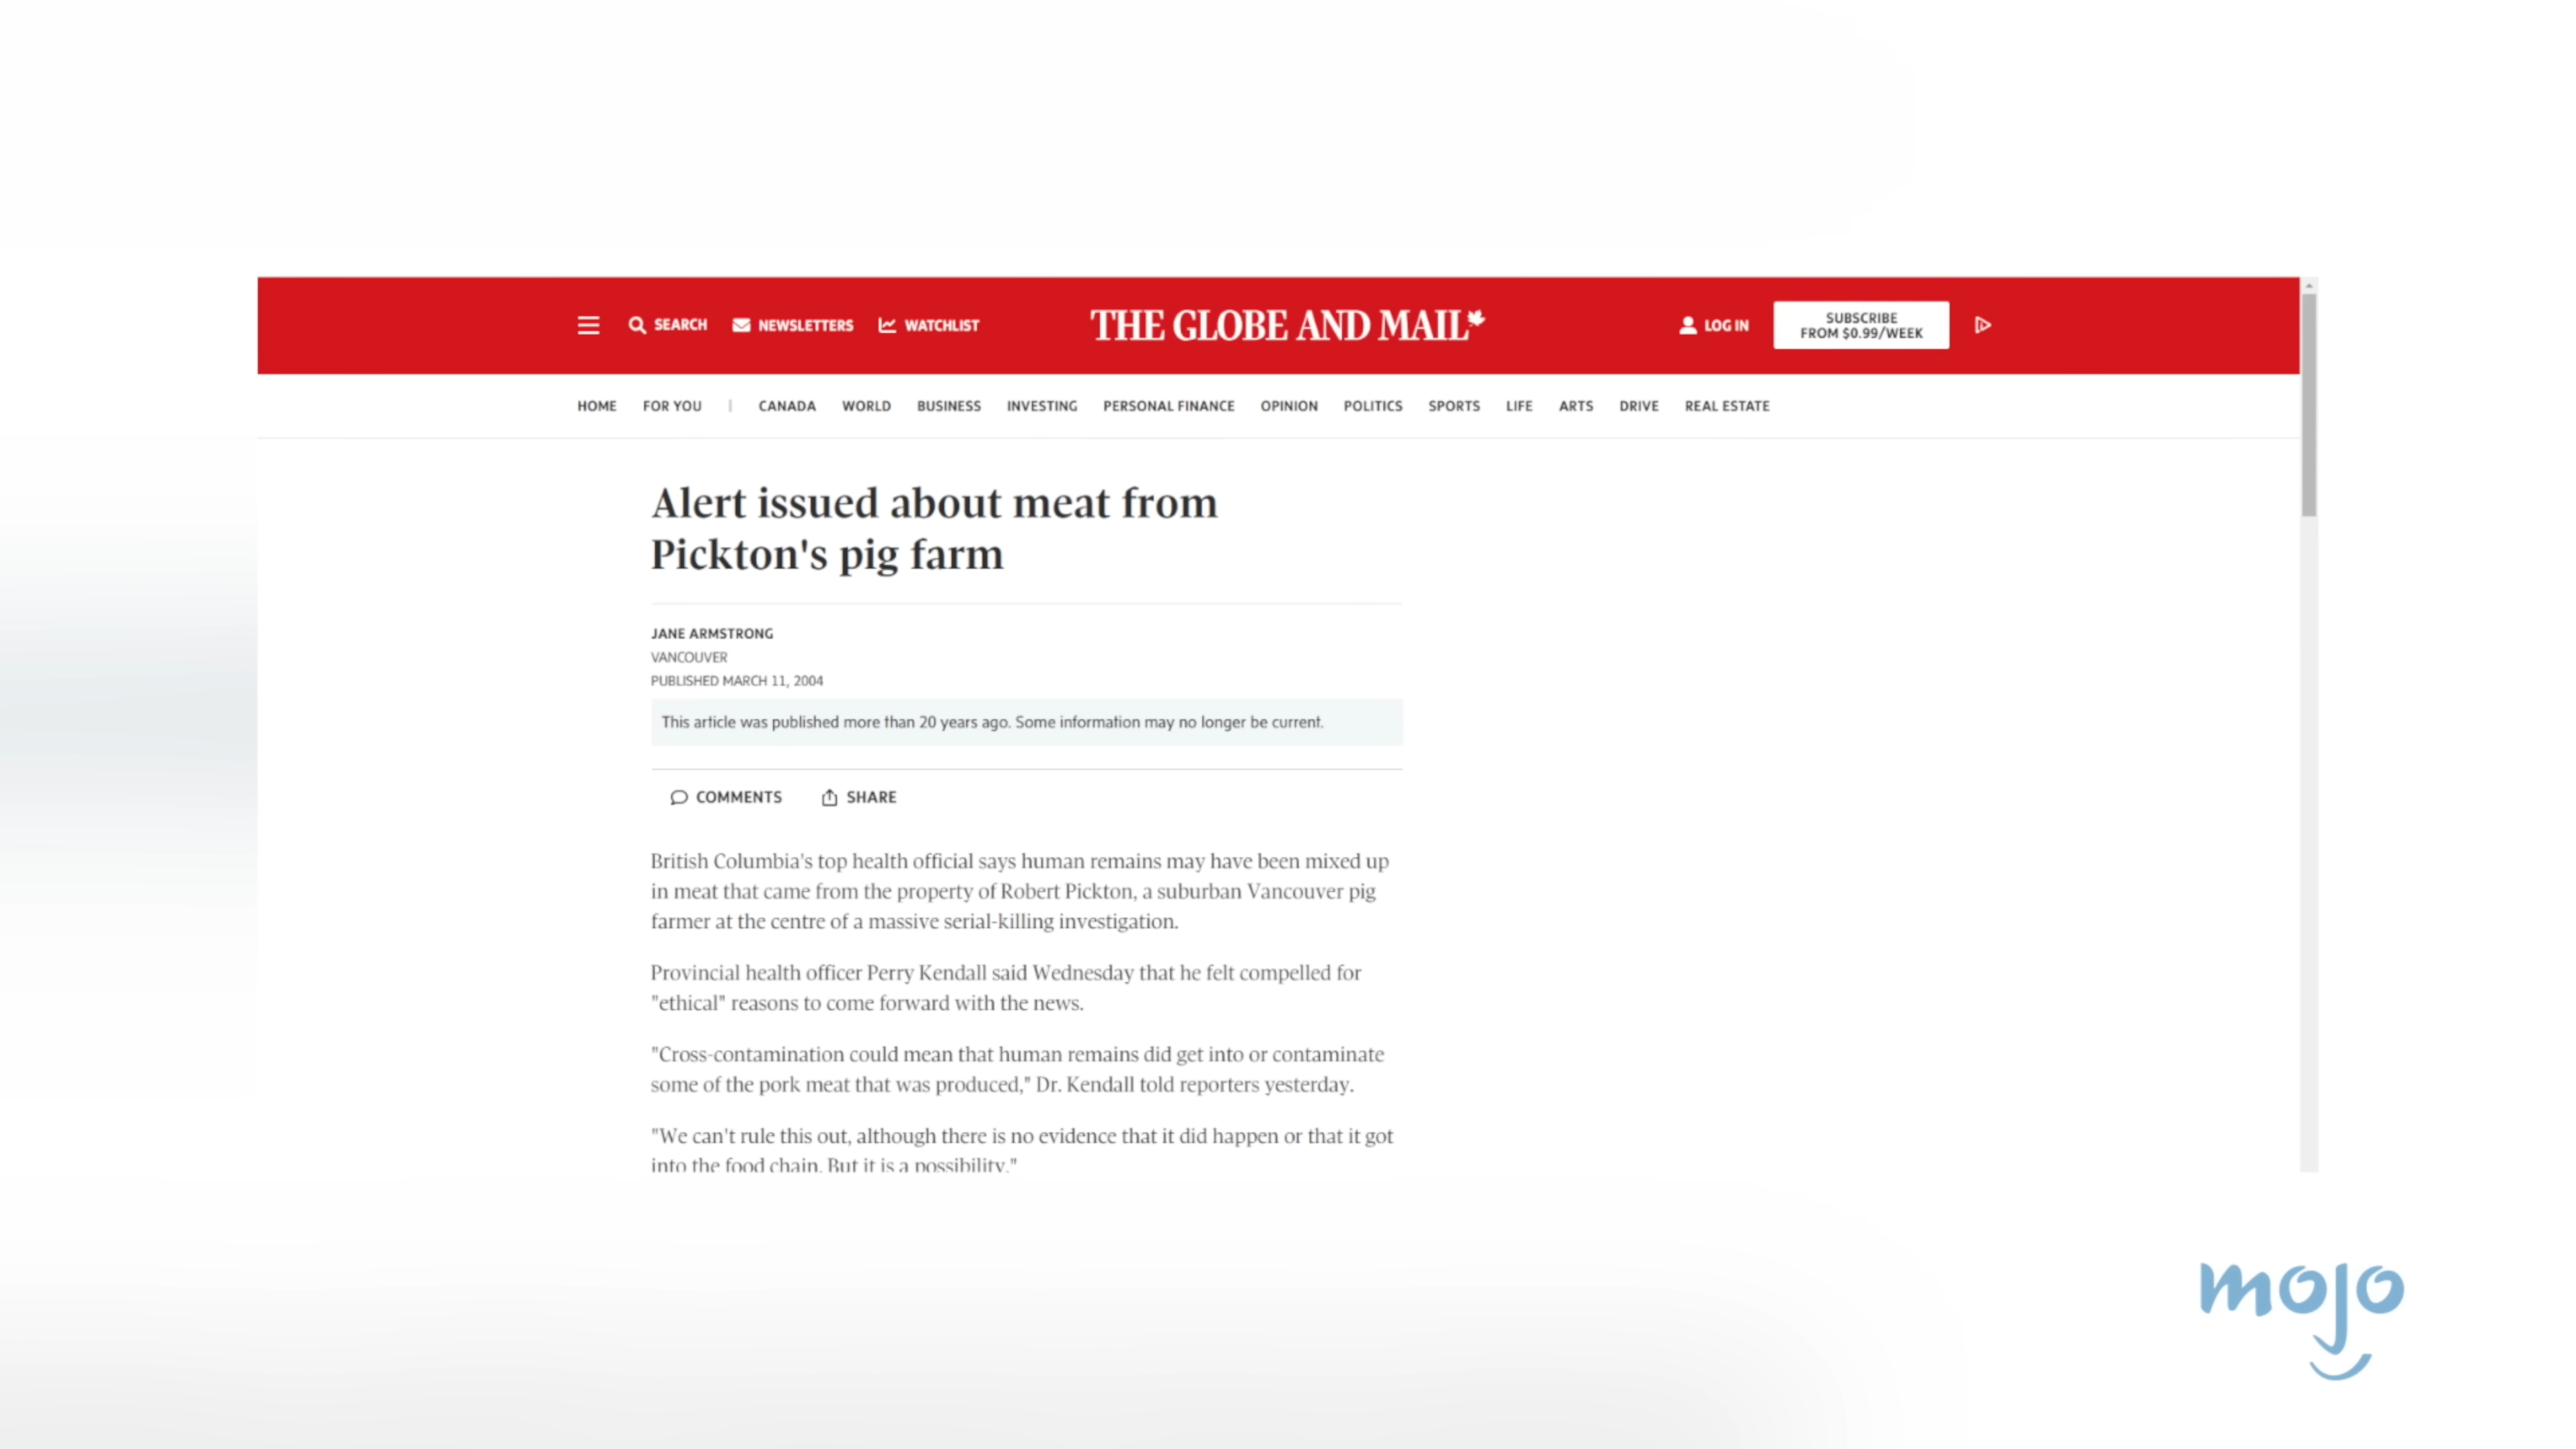 SEARCH NEWSLETTERS WATCHLIST THE GLOBE AND MAIL LOG IN SUBSCRIBE
FROM $0.99/WEEK
HOME FOR YOU | CANADA WORLD BUSINESS INVESTING PERSONAL FINANCE OPINION POLITICS SPORTS LIFE ARTS DRIVE REAL ESTATE
Alert issued about meat from
Pickton's pig farm
JANE ARMSTRONG
VANCOUVER
PUBLISHED MARCH 11, 2004
This article was published more than 20 years ago. Some information may no longer be current.
COMMENTS SHARE
British Columbia's top health official says human remains may have been mixed up
in meat that came from the property of Robert Pickton, a suburban Vancouver pig
farmer at the centre of a massive serial-killing investigation.
Provincial health officer Perry Kendall said Wednesday that he felt compelled for
"ethical" reasons to come forward with the news.
"Cross-contamination could mean that human remains did get into or contaminate
some of the pork meat that was produced," Dr. Kendall told reporters yesterday.
"We can't rule this out, although there is no evidence that it did happen or that it got
into the food chain. But it is a possibility."
mojo